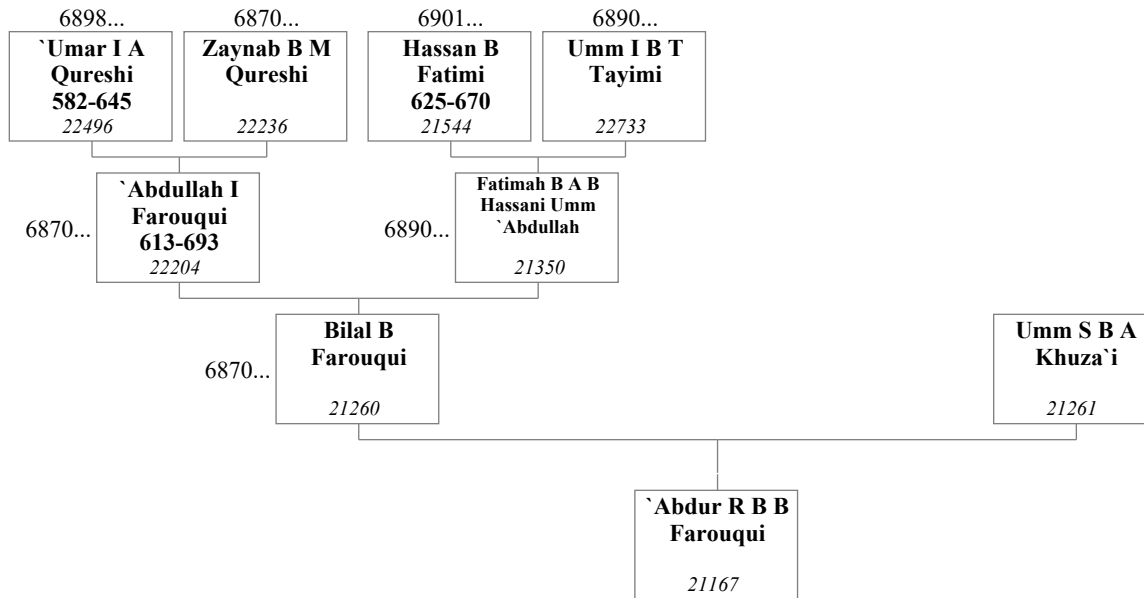 6898...
6870...
6901...
6890...
`Umar I A
Qureshi
582-645
22496
Zaynab B M
Qureshi
22236
Hassan B
Fatimi
625-670
21544
Umm I B T
Tayimi
22733
6870...
`Abdullah I
Farouqui
613-693
22204
6890...
Fatimah B A B
Hassani Umm
`Abdullah
21350
6870...
Bilal B
Farouqui
21260
Umm S B A
Khuza`i
21261
`Abdur R B B
Farouqui
21167